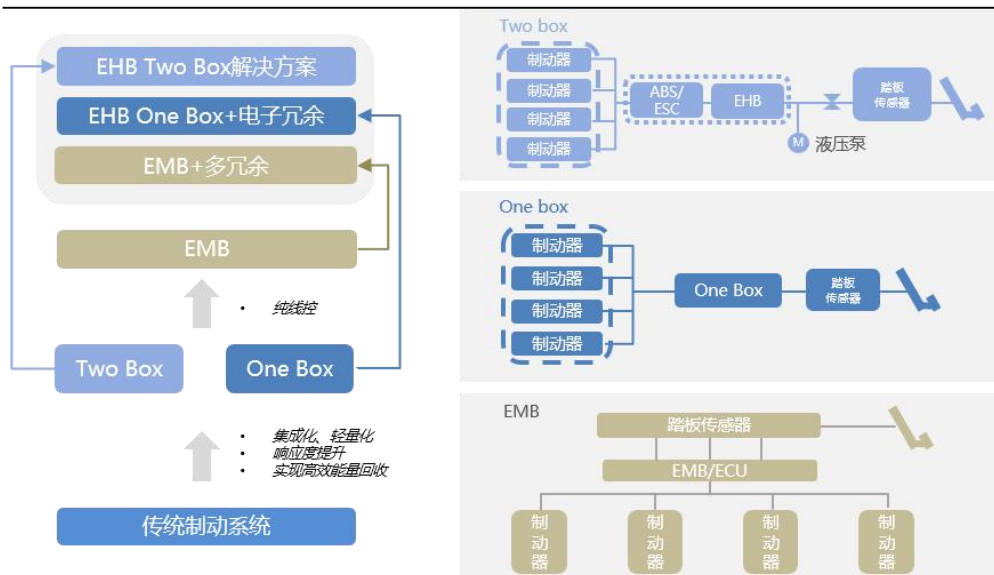 EHB Two Box解决方案
EHB One Box+电子冗余
EMB+多冗余
EMB
• 纯线控
Two Box
One Box
• 集成化、轻量化
• 响应度提升
• 实现高效能量回收
传统制动系统
Two box
制动器
制动器
制动器
制动器
ABS/
ESC
EHB
踏板
传感器
M
液压泵
One box
制动器
制动器
制动器
制动器
One Box
踏板
传感器
EMB
踏板传感器
EMB/ECU
制
动
器
制
动
器
制
动
器
制
动
器